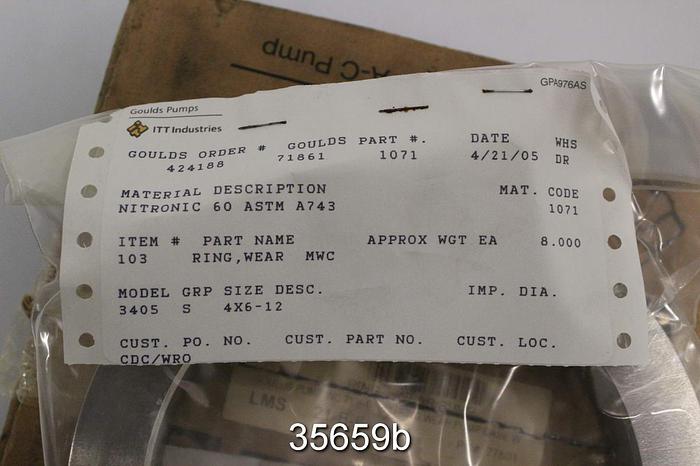 A-C Pump
GPA976AS
Goulds Pumps
ITT Industries
GOULDS ORDER # GOULDS PART #. DATE WHS
424188 71861 1071 4/21/05 DR
MATERIAL DESCRIPTION MAT. CODE
NITRONIC 60 ASTM A743 1071
ITEM # PART NAME APPROX WGT EA 8.000
103 RING,WEAR MWC
MODEL GRP SIZE DESC. IMP. DIA.
3405 S 4X6-12
CUST. PO. NO. CUST. PART NO. CUST. LOC.
CDC/WRO
LMS
35659b